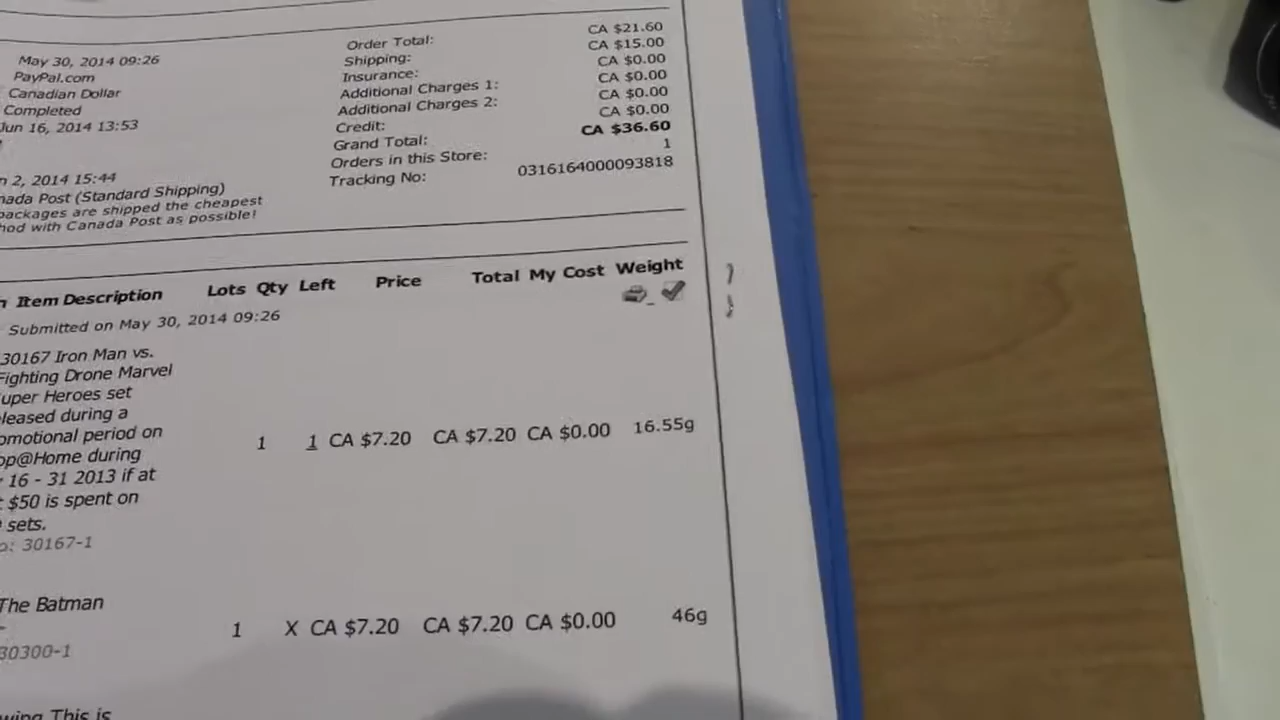 May 30, 2014 09:26
PayPal.com
Canadian Dollar
Completed
Jun 16, 2014 13:53
2, 2014 15:44
Post (Standard Shipping)
packages are shipped the cheapest
with Canada Post as possible!
Order Total: CA $21.60
Shipping: CA $15.00
Insurance: CA $0.00
Additional Charges 1: CA $0.00
Additional Charges 2: CA $0.00
Credit: CA $0.00
Grand Total: CA $36.60
Orders in this Store: 1
Tracking No: 0316164000093818
Item Description Lots Qty Left Price Total My Cost Weight
Submitted on May 30, 2014 09:26
30167 Iron Man vs.
Fighting Drone Marvel
Super Heroes set
released during a
promotional period on
Shop@Home during
16 - 31 2013 if at
$50 is spent on
sets.
30167-1
1 1 CA $7.20 CA $7.20 CA $0.00 16.55g
The Batman
30300-1
1 X CA $7.20 CA $7.20 CA $0.00 46g
This is